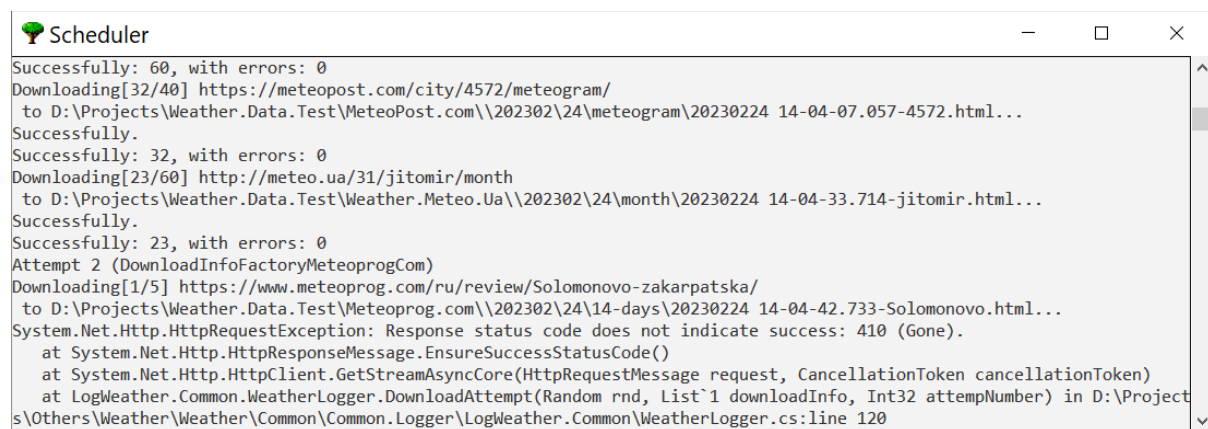 Scheduler
Successfully: 60, with errors: 0
Downloading[32/40] https://meteopost.com/city/4572/meteogram/
 to D:\Projects\Weather.Data.Test\MeteoPost.com\\202302\24\meteogram\20230224 14-04-07.057-4572.html...
Successfully.
Successfully: 32, with errors: 0
Downloading[23/60] http://meteo.ua/31/jitomir/month
 to D:\Projects\Weather.Data.Test\Weather.Meteo.Ua\\202302\24\month\20230224 14-04-33.714-jitomir.html...
Successfully.
Successfully: 23, with errors: 0
Attempt 2 (DownloadInfoFactoryMeteoprogCom)
Downloading[1/5] https://www.meteoprog.com/ru/review/Solomonovo-zakarpatska/
 to D:\Projects\Weather.Data.Test\Meteoprog.com\\202302\24\14-days\20230224 14-04-42.733-Solomonovo.html...
System.Net.Http.HttpRequestException: Response status code does not indicate success: 410 (Gone).
   at System.Net.Http.HttpResponseMessage.EnsureSuccessStatusCode()
   at System.Net.Http.HttpClient.GetStreamAsyncCore(HttpRequestMessage request, CancellationToken cancellationToken)
   at LogWeather.Common.WeatherLogger.DownloadAttempt(Random rnd, List`1 downloadInfo, Int32 attempNumber) in D:\Project
s\Others\Weather\Weather\Common\Common.Logger\LogWeather.Common\WeatherLogger.cs:line 120